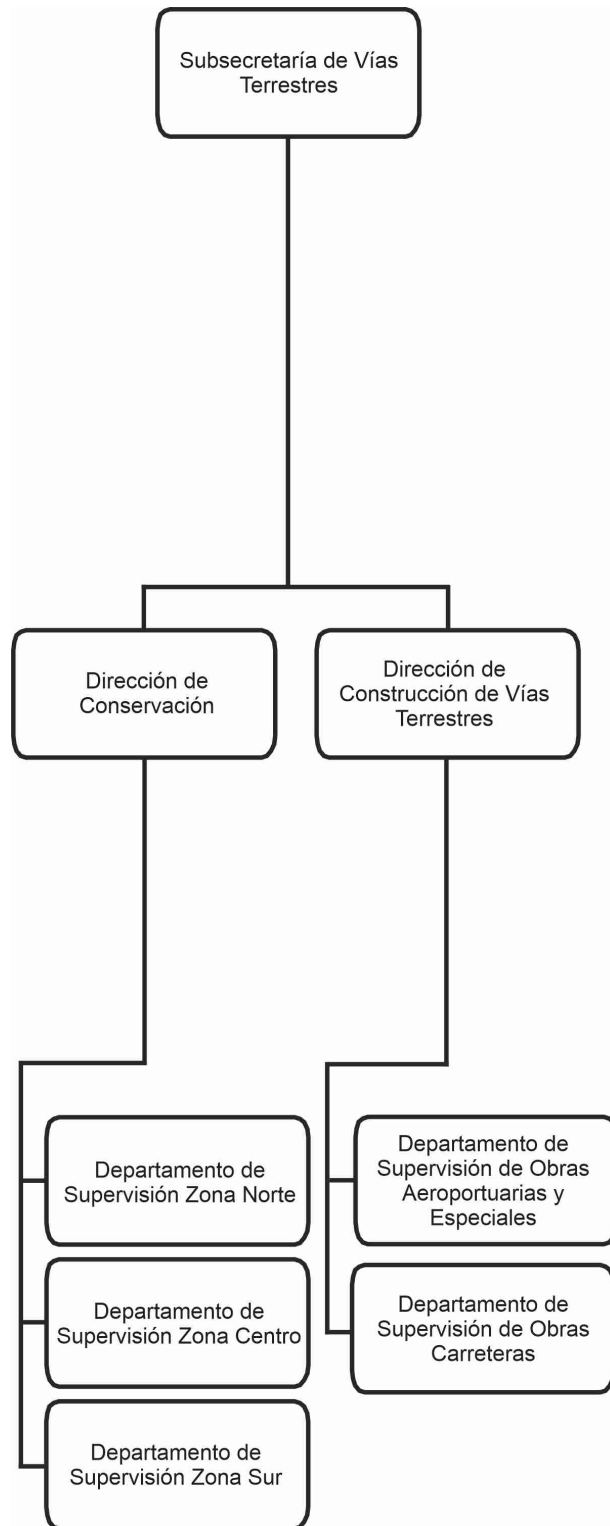 Subsecretaría de Vías
Terrestres
Dirección de
Conservación
Dirección de
Construcción de Vías
Terrestres
Departamento de
Supervisión Zona Norte
Departamento de
Supervisión Zona Centro
Departamento de
Supervisión Zona Sur
Departamento de
Supervisión de Obras
Aeroportuarias y
Especiales
Departamento de
Supervisión de Obras
Carreteras